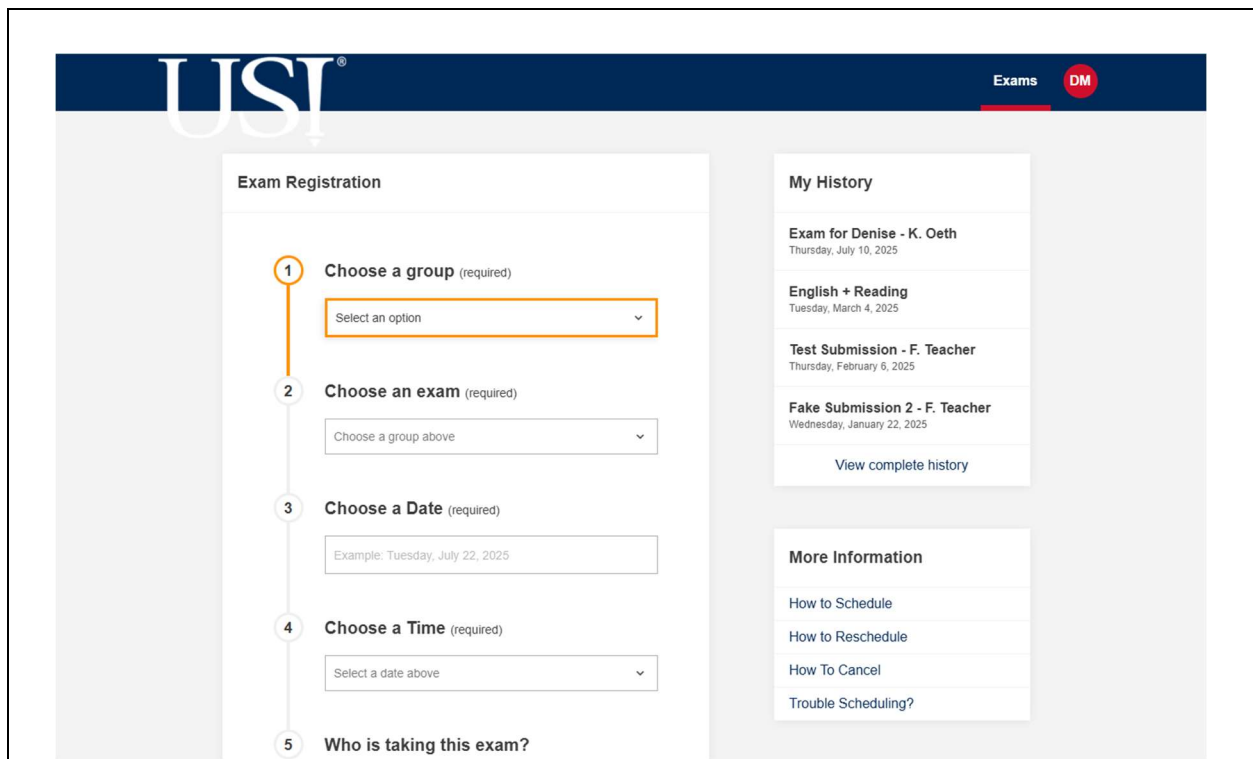 USI®
Exams
DM
Exam Registration
1
Choose a group (required)
Select an option
2
Choose an exam (required)
Choose a group above
3
Choose a Date (required)
Example: Tuesday, July 22, 2025
4
Choose a Time (required)
Select a date above
5
Who is taking this exam?
My History
Exam for Denise - K. Oeth
Thursday, July 10, 2025
English + Reading
Tuesday, March 4, 2025
Test Submission - F. Teacher
Thursday, February 6, 2025
Fake Submission 2 - F. Teacher
Wednesday, January 22, 2025
View complete history
More Information
How to Schedule
How to Reschedule
How To Cancel
Trouble Scheduling?